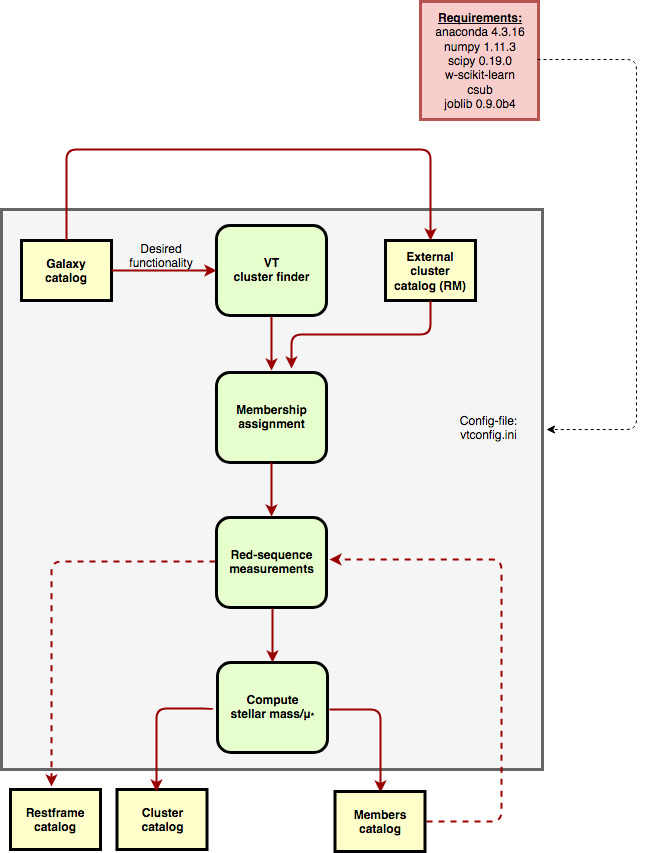 Requirements:
anaconda 4.3.16
numpy 1.11.3
scipy 0.19.0
w-scikit-learn
csub
joblib 0.9.0b4
Galaxy
catalog
Desired
functionality
VT
cluster finder
External
cluster
catalog (RM)
Membership
assignment
Config-file:
vtconfig.ini
Red-sequence
measurements
Compute
stellar mass/μ*
Restframe
catalog
Cluster
catalog
Members
catalog